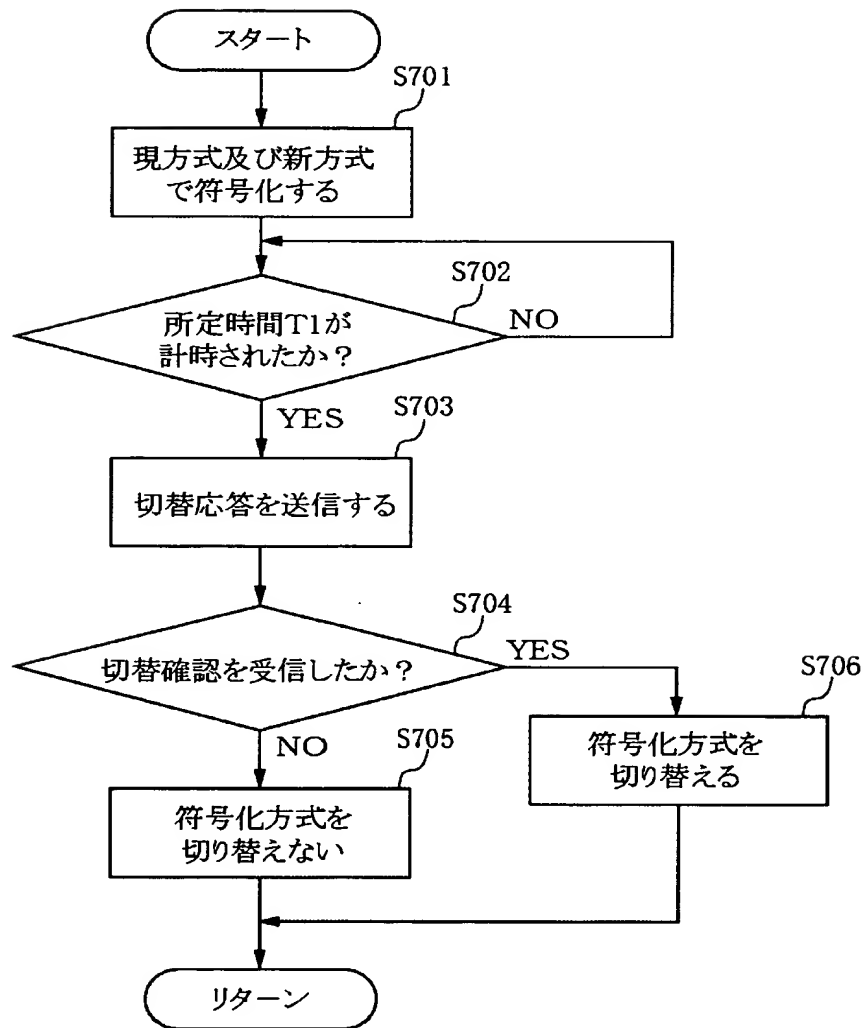 スタート
S701
現方式及び新方式
で符号化する
S702
所定時間T1が
計時されたか？
NO
YES
S703
切替応答を送信する
S704
切替確認を受信したか？
YES
NO
S705
符号化方式を
切り替えない
S706
符号化方式を
切り替える
リターン